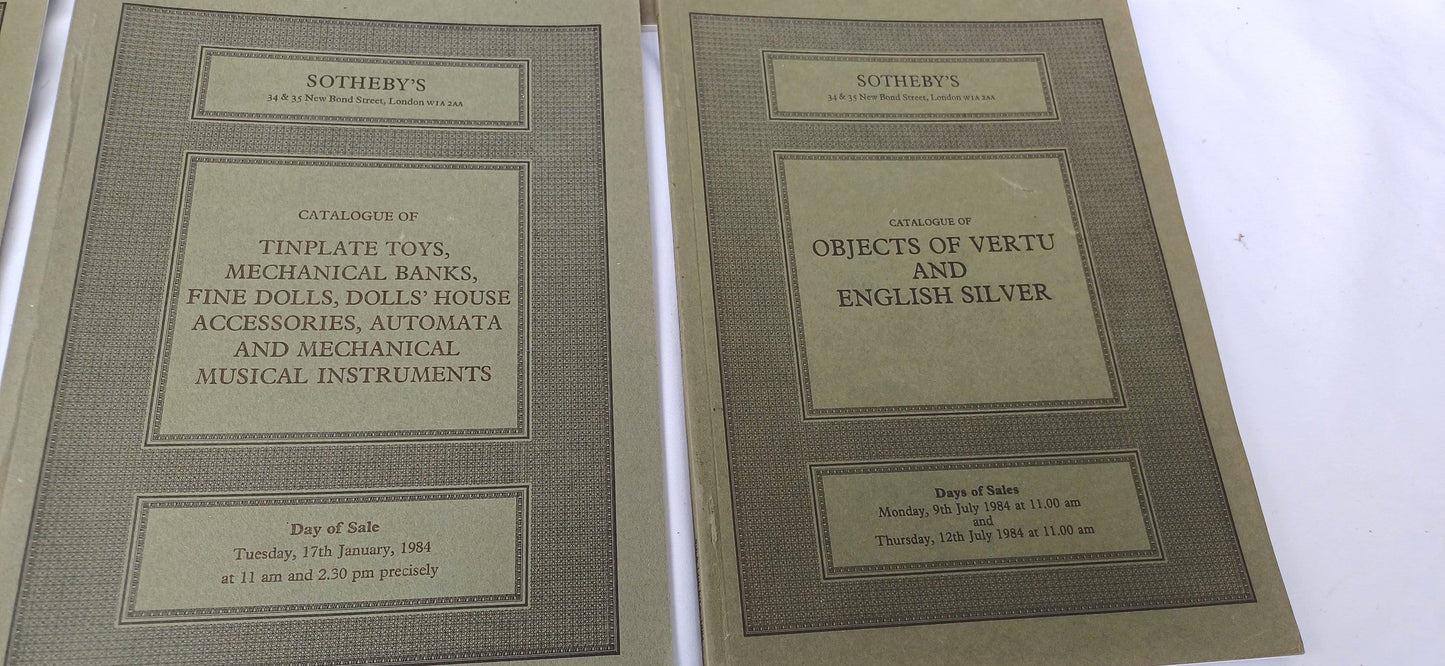 SOTHEBY'S
34 & 35 New Bond Street, London W1A 2AA
CATALOGUE OF
TINPLATE TOYS,
MECHANICAL BANKS,
FINE DOLLS, DOLLS' HOUSE
ACCESSORIES, AUTOMATA
AND MECHANICAL
MUSICAL INSTRUMENTS
Day of Sale
Tuesday, 17th January, 1984
at 11 am and 2.30 pm precisely
SOTHEBY'S
34 & 35 New Bond Street, London W1A 2AA
CATALOGUE OF
OBJECTS OF VERTU
AND
ENGLISH SILVER
Days of Sales
Monday, 9th July 1984 at 11.00 am
and
Thursday, 12th July 1984 at 11.00 am